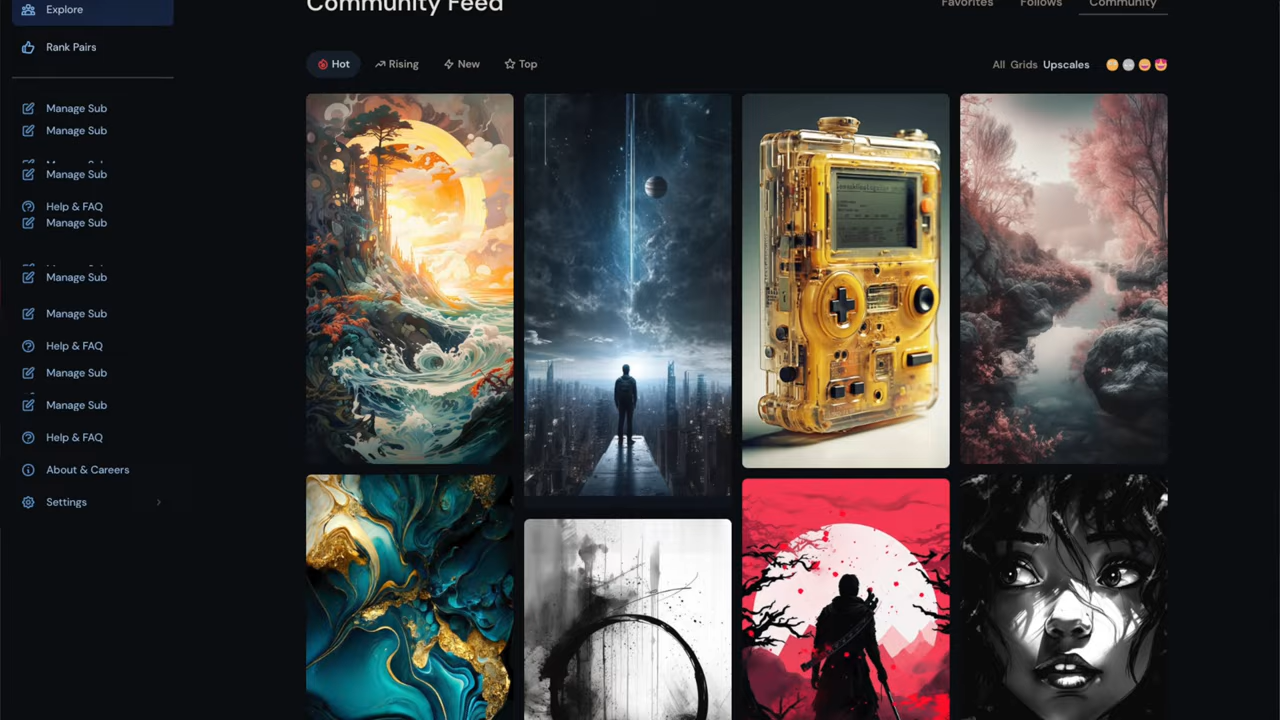 Explore
Rank Pairs
Manage Sub
Manage Sub
Manage Sub
Help & FAQ
Manage Sub
Manage Sub
Manage Sub
Help & FAQ
Manage Sub
Manage Sub
Help & FAQ
About & Careers
Settings
Community Feed
Favorites Follows Community
Hot Rising New Top
All Grids Upscales